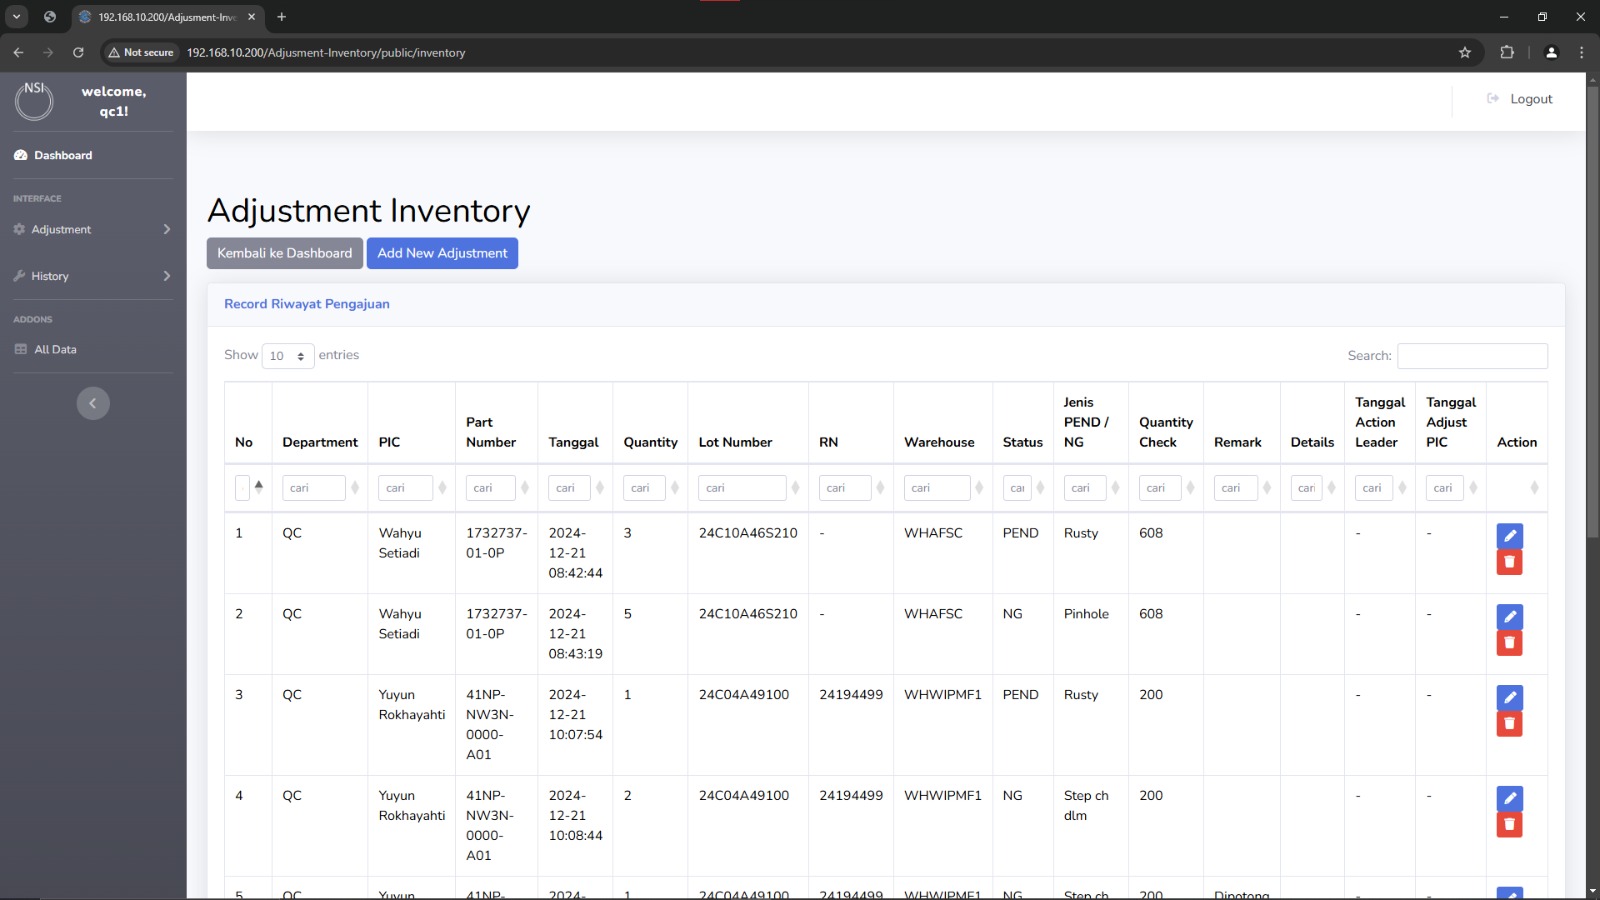 192.168.10.200/Adjusment-Inv
Not secure
192.168.10.200/Adjusment-Inventory/public/inventory
NSI
welcome,
qc1!
Logout
Dashboard
INTERFACE
Adjustment
History
ADDONS
All Data
Adjustment Inventory
Kembali ke Dashboard
Add New Adjustment
Record Riwayat Pengajuan
Show 10 entries
Search:
No Department PIC Part Number Tanggal Quantity Lot Number RN Warehouse Status Jenis PEND / NG Quantity Check Remark Details Tanggal Action Leader Tanggal Adjust PIC Action
cari cari cari cari cari cari cari cari cari cari cari cari cari cari cari
1 QC Wahyu Setiadi 1732737-01-0P 2024-12-21 08:42:44 3 24C10A46S210 - WHAFSC PEND Rusty 608 - -
2 QC Wahyu Setiadi 1732737-01-0P 2024-12-21 08:43:19 5 24C10A46S210 - WHAFSC NG Pinhole 608 - -
3 QC Yuyun Rokhayahti 41NP-NW3N-0000-A01 2024-12-21 10:07:54 1 24C04A49100 24194499 WHWIPMF1 PEND Rusty 200 - -
4 QC Yuyun Rokhayahti 41NP-NW3N-0000-A01 2024-12-21 10:08:44 2 24C04A49100 24194499 WHWIPMF1 NG Step ch dlm 200 - -
5 QC Yuyun 41NP- 2024- 1 24C04A49100 24194499 WHWIPMF1 NG Step ch 200 Dipotong - -